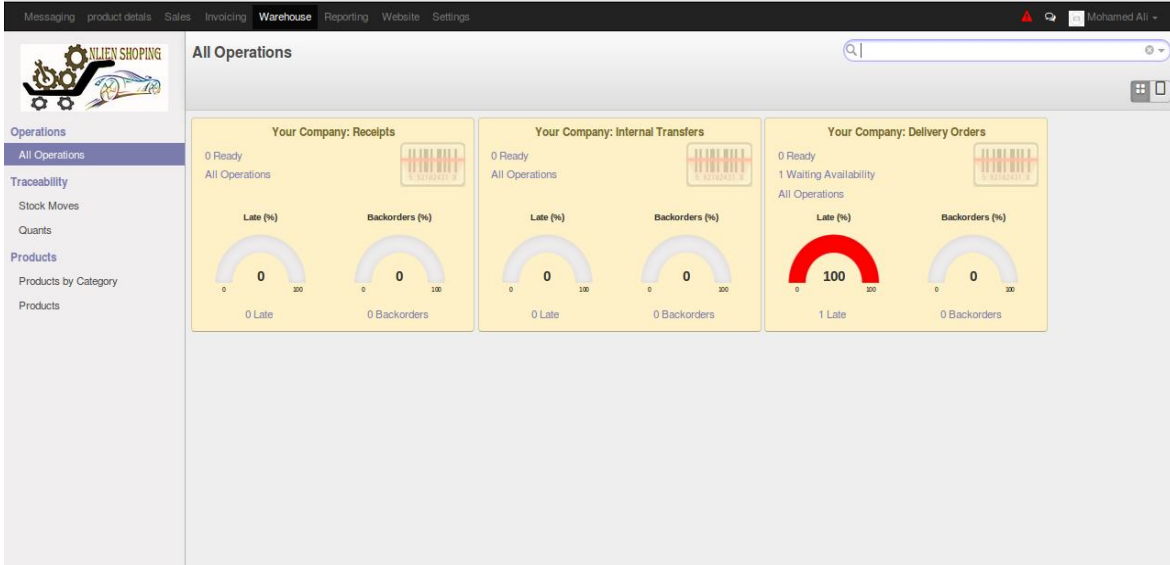 Messaging product detals Sales Invoicing Warehouse Reporting Website Settings Mohamed Ali
NLIEN SHOPING
All Operations
Operations
All Operations
Traceability
Stock Moves
Quants
Products
Products by Category
Products
Your Company: Receipts
0 Ready
All Operations
Late (%) Backorders (%)
0 0
0 100 0 100
0 Late 0 Backorders
Your Company: Internal Transfers
0 Ready
All Operations
Late (%) Backorders (%)
0 0
0 100 0 100
0 Late 0 Backorders
Your Company: Delivery Orders
0 Ready
1 Waiting Availability
All Operations
Late (%) Backorders (%)
100 0
0 100 0 100
1 Late 0 Backorders